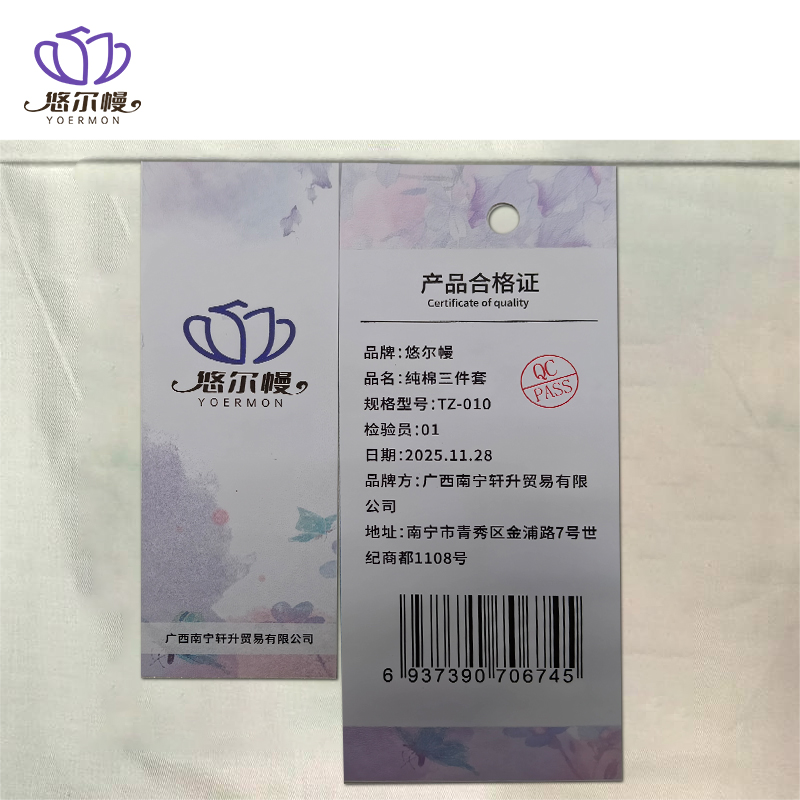 悠尔幔
YOERMON
悠尔幔
YOERMON
广西南宁轩升贸易有限公司
产品合格证
Certificate of quality
品牌:悠尔幔
品名:纯棉三件套
规格型号:TZ-010
检验员:01
日期:2025.11.28
品牌方:广西南宁轩升贸易有限
公司
地址:南宁市青秀区金浦路7号世
纪商都1108号
QC
PASS
6 937390 706745